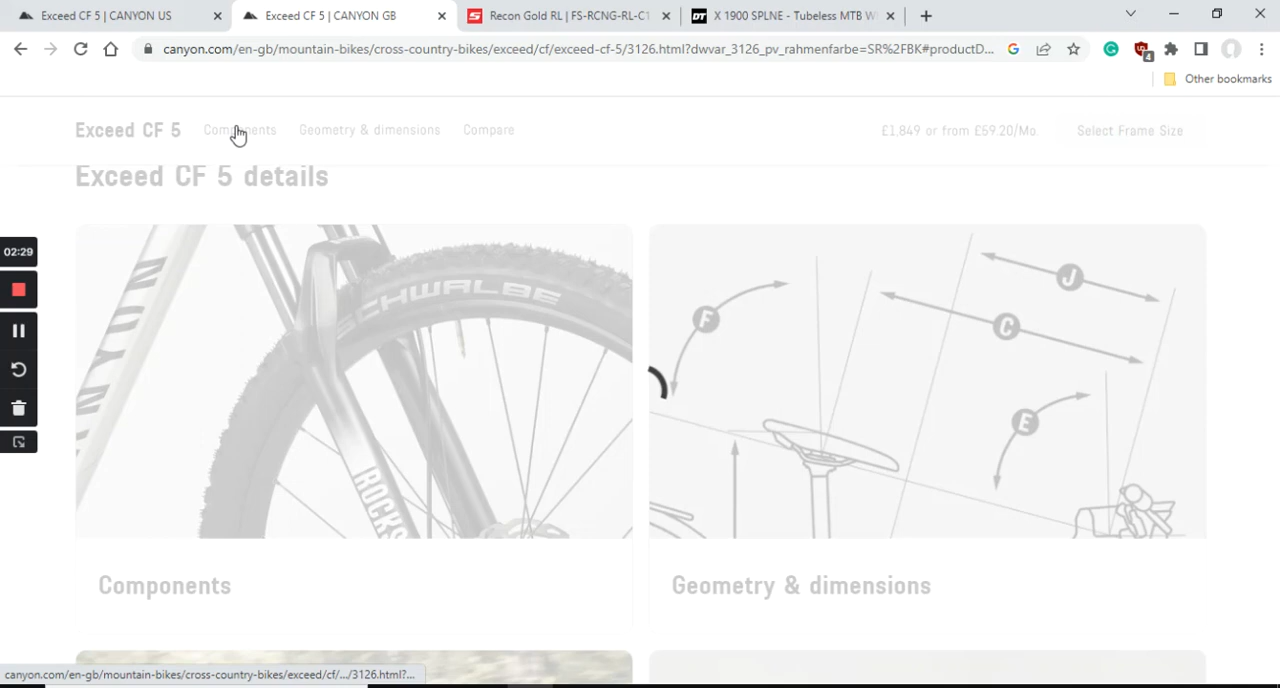 Exceed CF 5 | CANYON US
Exceed CF 5 | CANYON GB
Recon Gold RL | FS-RCNG-RL-C1
X 1900 SPLNE - Tubeless MTB W
canyon.com/en-gb/mountain-bikes/cross-country-bikes/exceed/cf/exceed-cf-5/3126.html?dwvar_3126_pv_rahmenfarbe=SR%2FBK#productD...
4
Other bookmarks
Exceed CF 5
Components
Geometry & dimensions
Compare
£1,849 or from £59.20/Mo.
Select Frame Size
Exceed CF 5 details
02:29
CANYON
SCHWALBE
ROCKS
F
J
C
E
Components
Geometry & dimensions
canyon.com/en-gb/mountain-bikes/cross-country-bikes/exceed/cf/.../3126.html?...